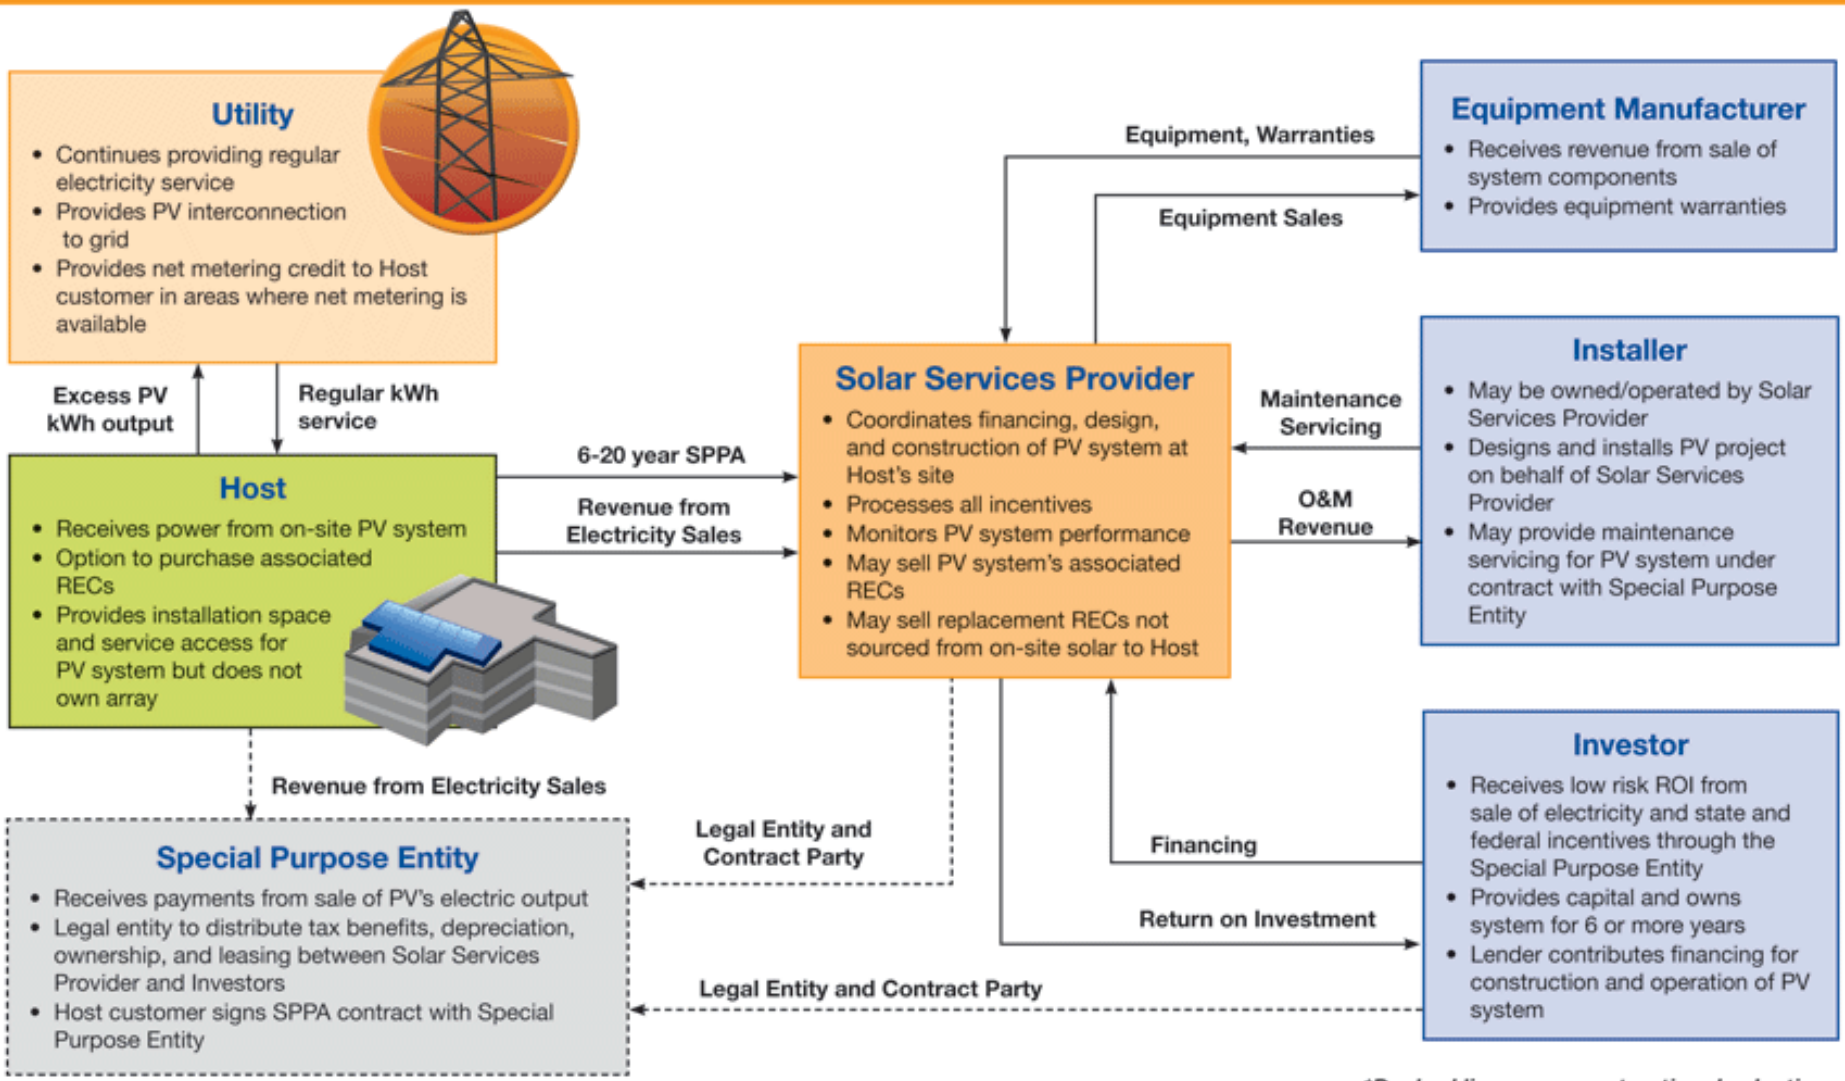 Utility
• Continues providing regular
electricity service
• Provides PV interconnection
to grid
• Provides net metering credit to Host
customer in areas where net metering is
available
Excess PV
kWh output
Regular kWh
service
Host
• Receives power from on-site PV system
• Option to purchase associated
RECs
• Provides installation space
and service access for
PV system but does not
own array
Revenue from Electricity Sales
Special Purpose Entity
• Receives payments from sale of PV's electric output
• Legal entity to distribute tax benefits, depreciation,
ownership, and leasing between Solar Services
Provider and Investors
• Host customer signs SPPA contract with Special
Purpose Entity
6-20 year SPPA
Revenue from
Electricity Sales
Solar Services Provider
• Coordinates financing, design,
and construction of PV system at
Host's site
• Processes all incentives
• Monitors PV system performance
• May sell PV system's associated
RECs
• May sell replacement RECs not
sourced from on-site solar to Host
Legal Entity and
Contract Party
Legal Entity and Contract Party
Equipment, Warranties
Equipment Sales
Maintenance
Servicing
O&M
Revenue
Financing
Return on Investment
Equipment Manufacturer
• Receives revenue from sale of
system components
• Provides equipment warranties
Installer
• May be owned/operated by Solar
Services Provider
• Designs and installs PV project
on behalf of Solar Services
Provider
• May provide maintenance
servicing for PV system under
contract with Special Purpose
Entity
Investor
• Receives low risk ROI from
sale of electricity and state and
federal incentives through the
Special Purpose Entity
• Provides capital and owns
system for 6 or more years
• Lender contributes financing for
construction and operation of PV
system